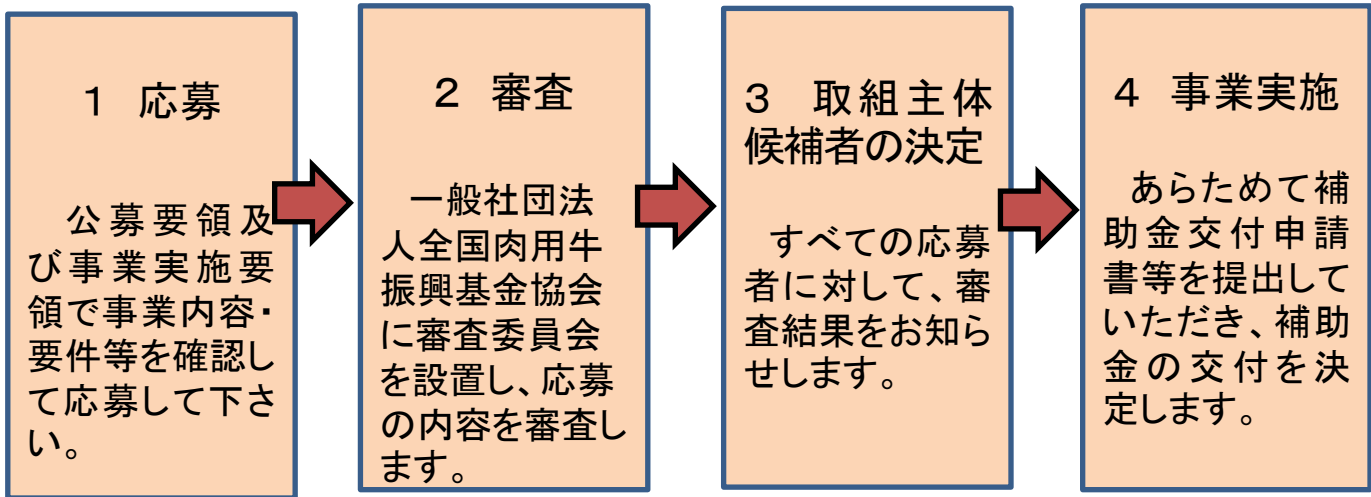 1 応募
公募要領及
び事業実施要
領で事業内容・
要件等を確認し
て応募して下さ
い。
2 審査
一般社団法
人全国肉用牛
振興基金協会
に審査委員会
を設置し、応募
の内容を審査し
ます。
3 取組主体
候補者の決定
すべての応募
者に対して、審
査結果をお知ら
せします。
4 事業実施
あらためて補
助金交付申請
書等を提出して
いただき、補助
金の交付を決
定します。